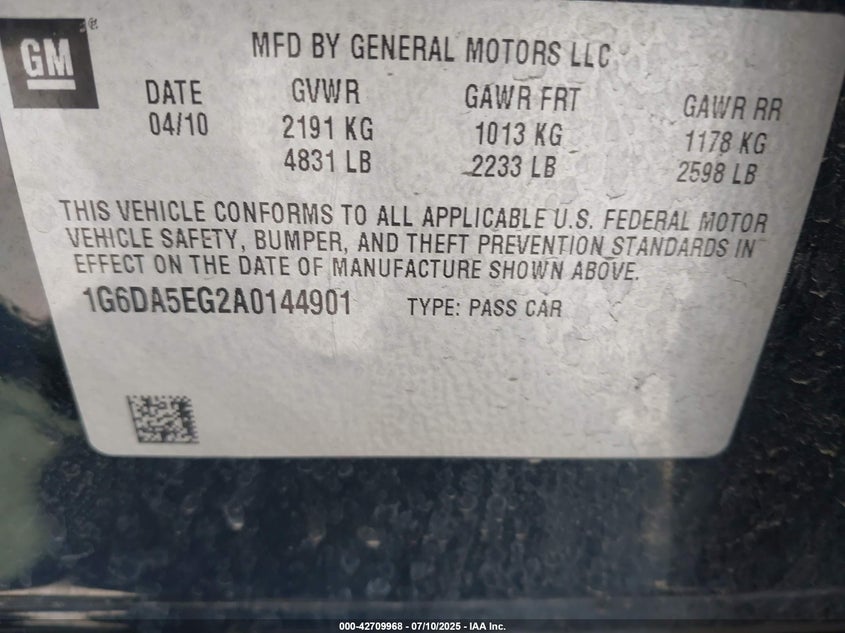 GM®
MFD BY GENERAL MOTORS LLC
DATE GVWR GAWR FRT GAWR RR
04/10 2191 KG 1013 KG 1178 KG
4831 LB 2233 LB 2598 LB
THIS VEHICLE CONFORMS TO ALL APPLICABLE U.S. FEDERAL MOTOR
VEHICLE SAFETY, BUMPER, AND THEFT PREVENTION STANDARDS IN
EFFECT ON THE DATE OF MANUFACTURE SHOWN ABOVE.
1G6DA5EG2A0144901 TYPE: PASS CAR
000-42709968 - 07/10/2025 - IAA Inc.